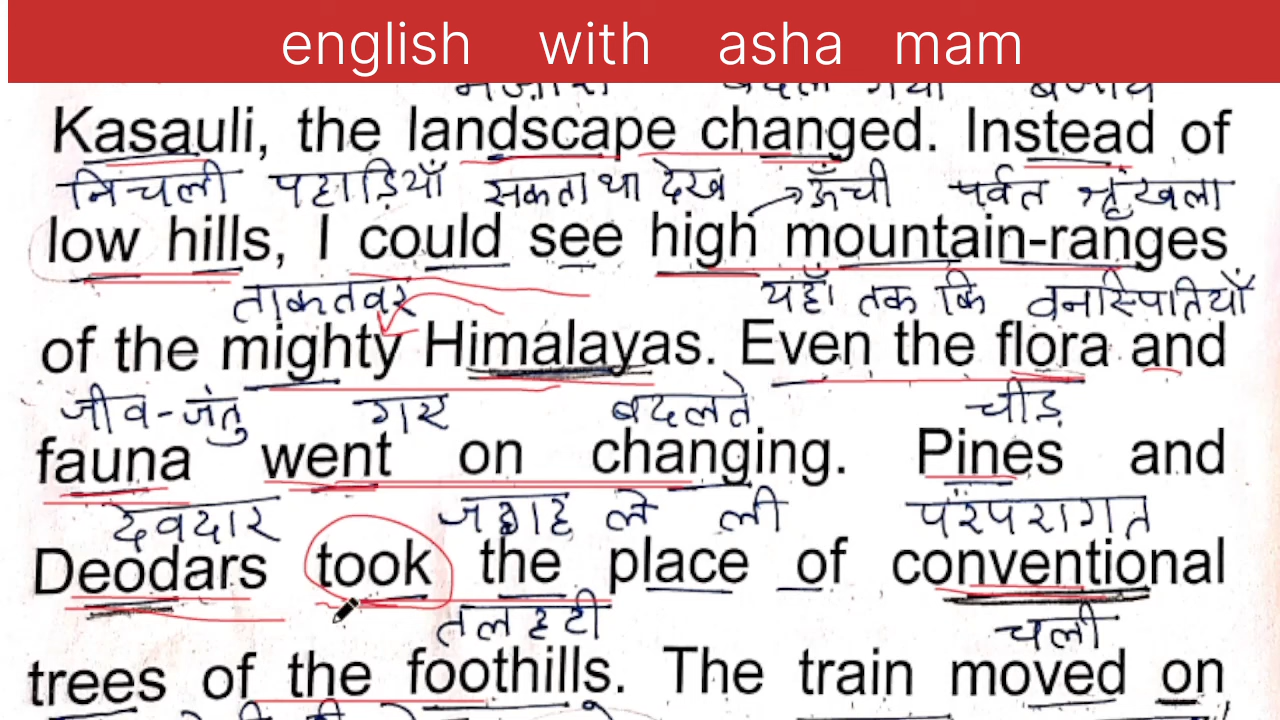 english with asha mam
बदल गया
Kasauli, the landscape changed. Instead of
निचली पहाड़ियाँ सकता था देख ऊँची पर्वत श्रृंखला
low hills, I could see high mountain-ranges
ताकतवर यहाँ तक कि वनस्पितियाँ
of the mighty Himalayas. Even the flora and
जीव-जंतु गए बदलते चीड़
fauna went on changing. Pines and
देवदार जगह ले ली परंपरागत
Deodars took the place of conventional
तलहटी चली
trees of the foothills. The train moved on